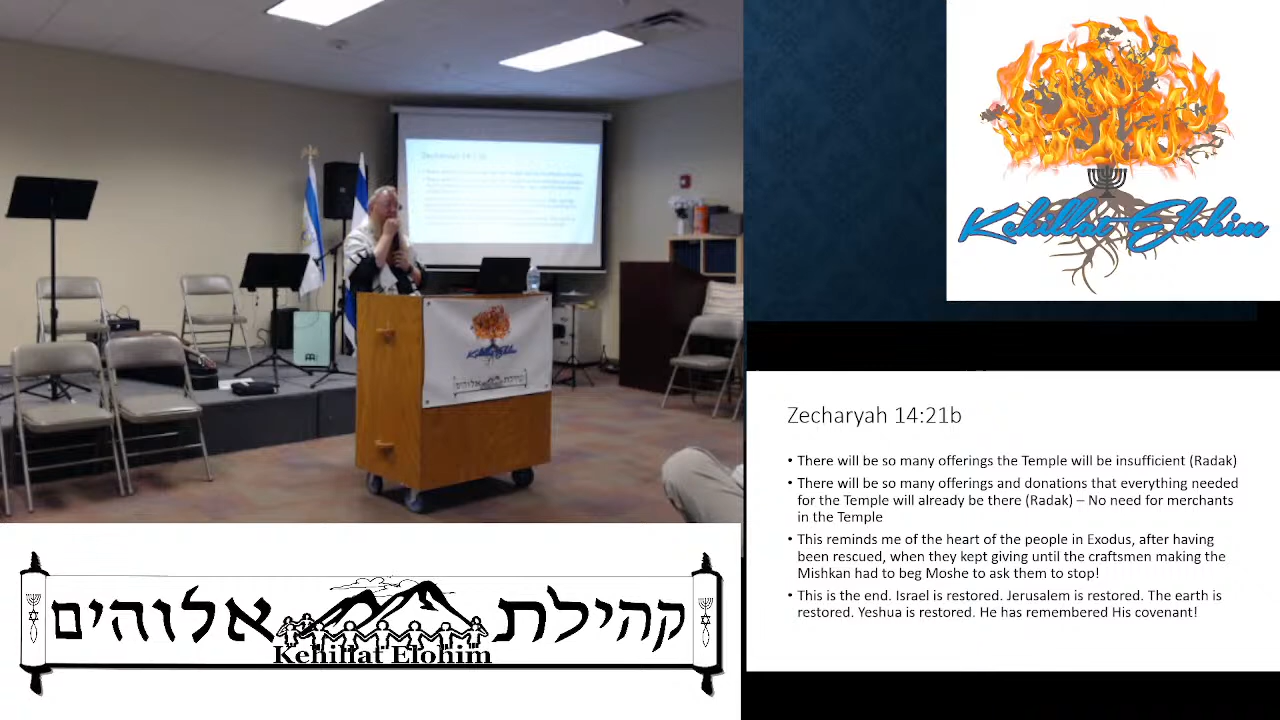 Kehillat Elohim
Zecharyah 14:21b
• There will be so many offerings the Temple will be insufficient (Radak)
• There will be so many offerings and donations that everything needed
for the Temple will already be there (Radak) – No need for merchants
in the Temple
• This reminds me of the heart of the people in Exodus, after having
been rescued, when they kept giving until the craftsmen making the
Mishkan had to beg Moshe to ask them to stop!
• This is the end. Israel is restored. Jerusalem is restored. The earth is
restored. Yeshua is restored. He has remembered His covenant!
Kehillat Elohim
קהילת אלוהים
קהילת אלוהים
Kehillat Elohim